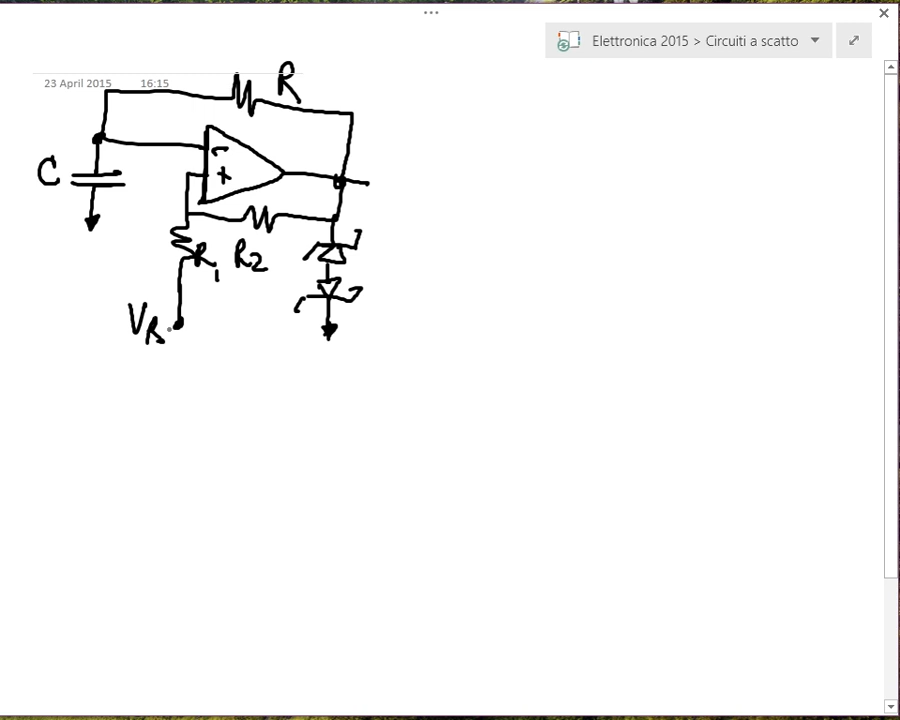 Elettronica 2015 > Circuiti a scatto
23 April 2015 16:15
R
C
-
+
R1 R2
VR